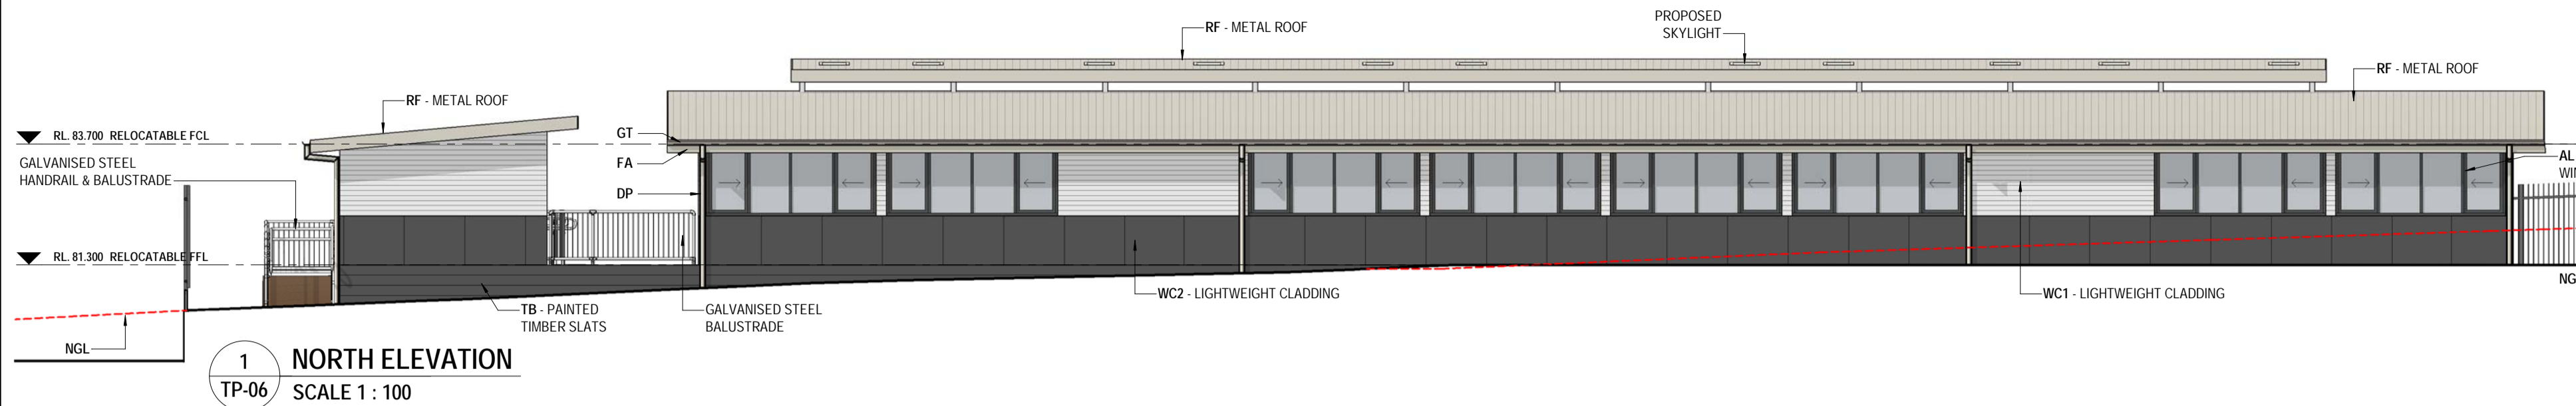 PROPOSED
SKYLIGHT
RF - METAL ROOF
RF - METAL ROOF
RF - METAL ROOF
RL. 83.700 RELOCATABLE FCL
GT
GALVANISED STEEL
HANDRAIL & BALUSTRADE
FA
AL
WIN
DP
RL. 81.300 RELOCATABLE FFL
NG
WC2 - LIGHTWEIGHT CLADDING
WC1 - LIGHTWEIGHT CLADDING
TB - PAINTED
TIMBER SLATS
GALVANISED STEEL
BALUSTRADE
NGL
1
TP-06
NORTH ELEVATION
SCALE 1 : 100